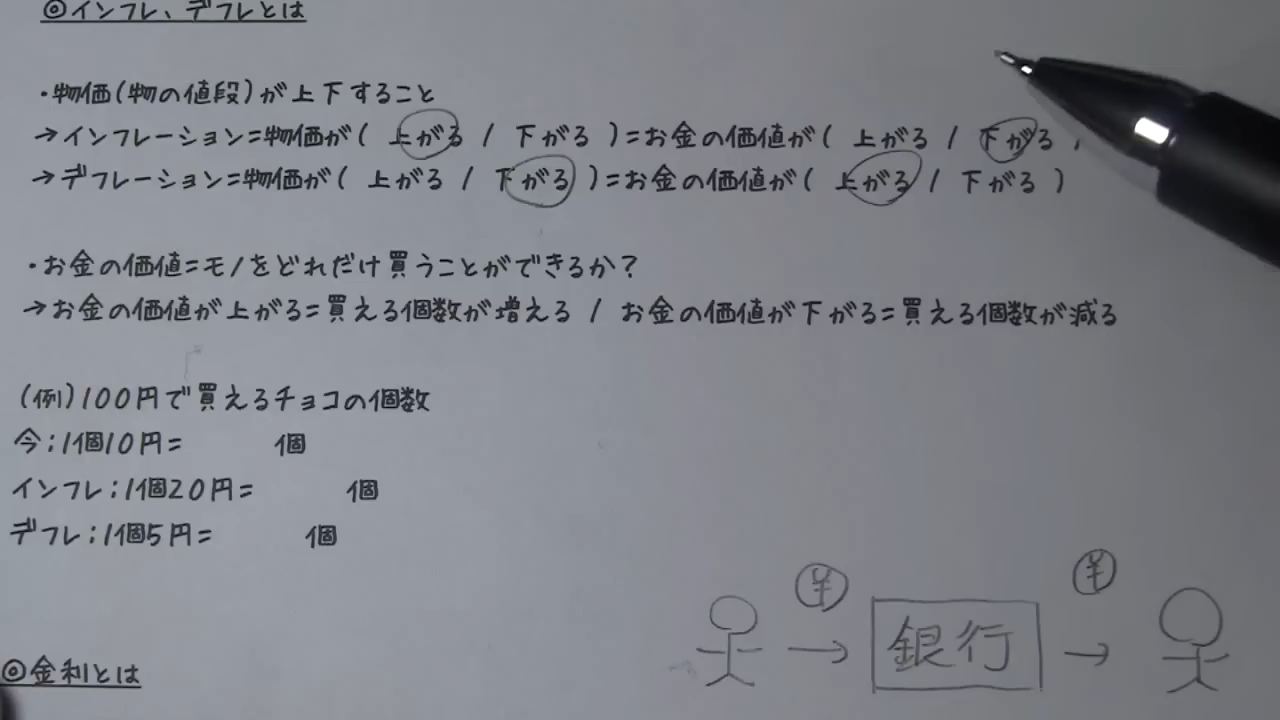 ◎インフレ、デフレとは
・物価(物の値段)が上下すること
→インフレーション=物価が( 上がる / 下がる )=お金の価値が( 上がる / 下がる )
→デフレーション=物価が( 上がる / 下がる )=お金の価値が( 上がる / 下がる )
・お金の価値=モノをどれだけ買うことができるか?
→お金の価値が上がる=買える個数が増える / お金の価値が下がる=買える個数が減る
(例)100円で買えるチョコの個数
今:1個10円= 個
インフレ:1個20円= 個
デフレ:1個5円= 個
¥ ¥
→ 銀行 →
◎金利とは